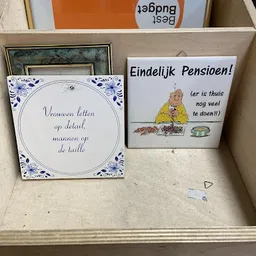 Best
Budget
Vrouwen letten
op detail,
mannen op
de taille
Eindelijk Pensioen!
(er is thuis
nog veel
te doen!!)